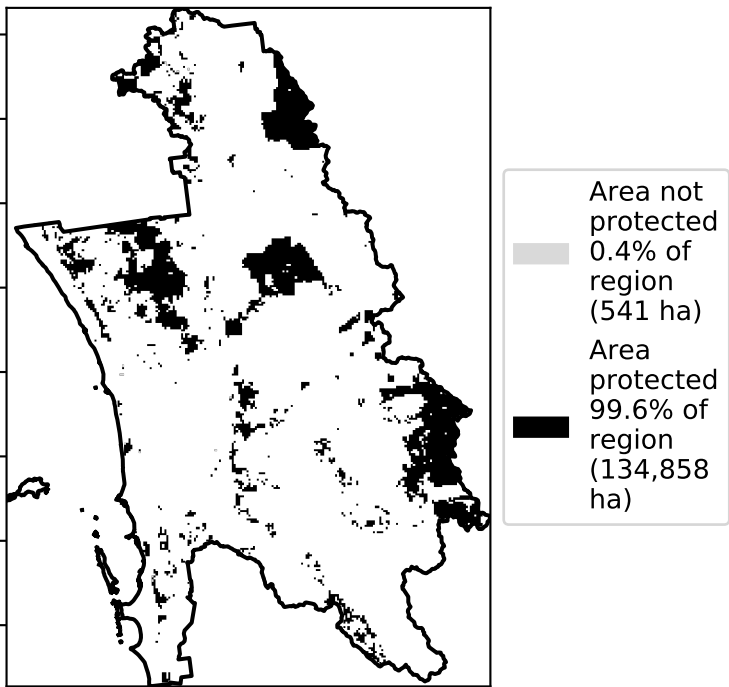 Area not
protected
0.4% of
region
(541 ha)
Area
protected
99.6% of
region
(134,858
ha)